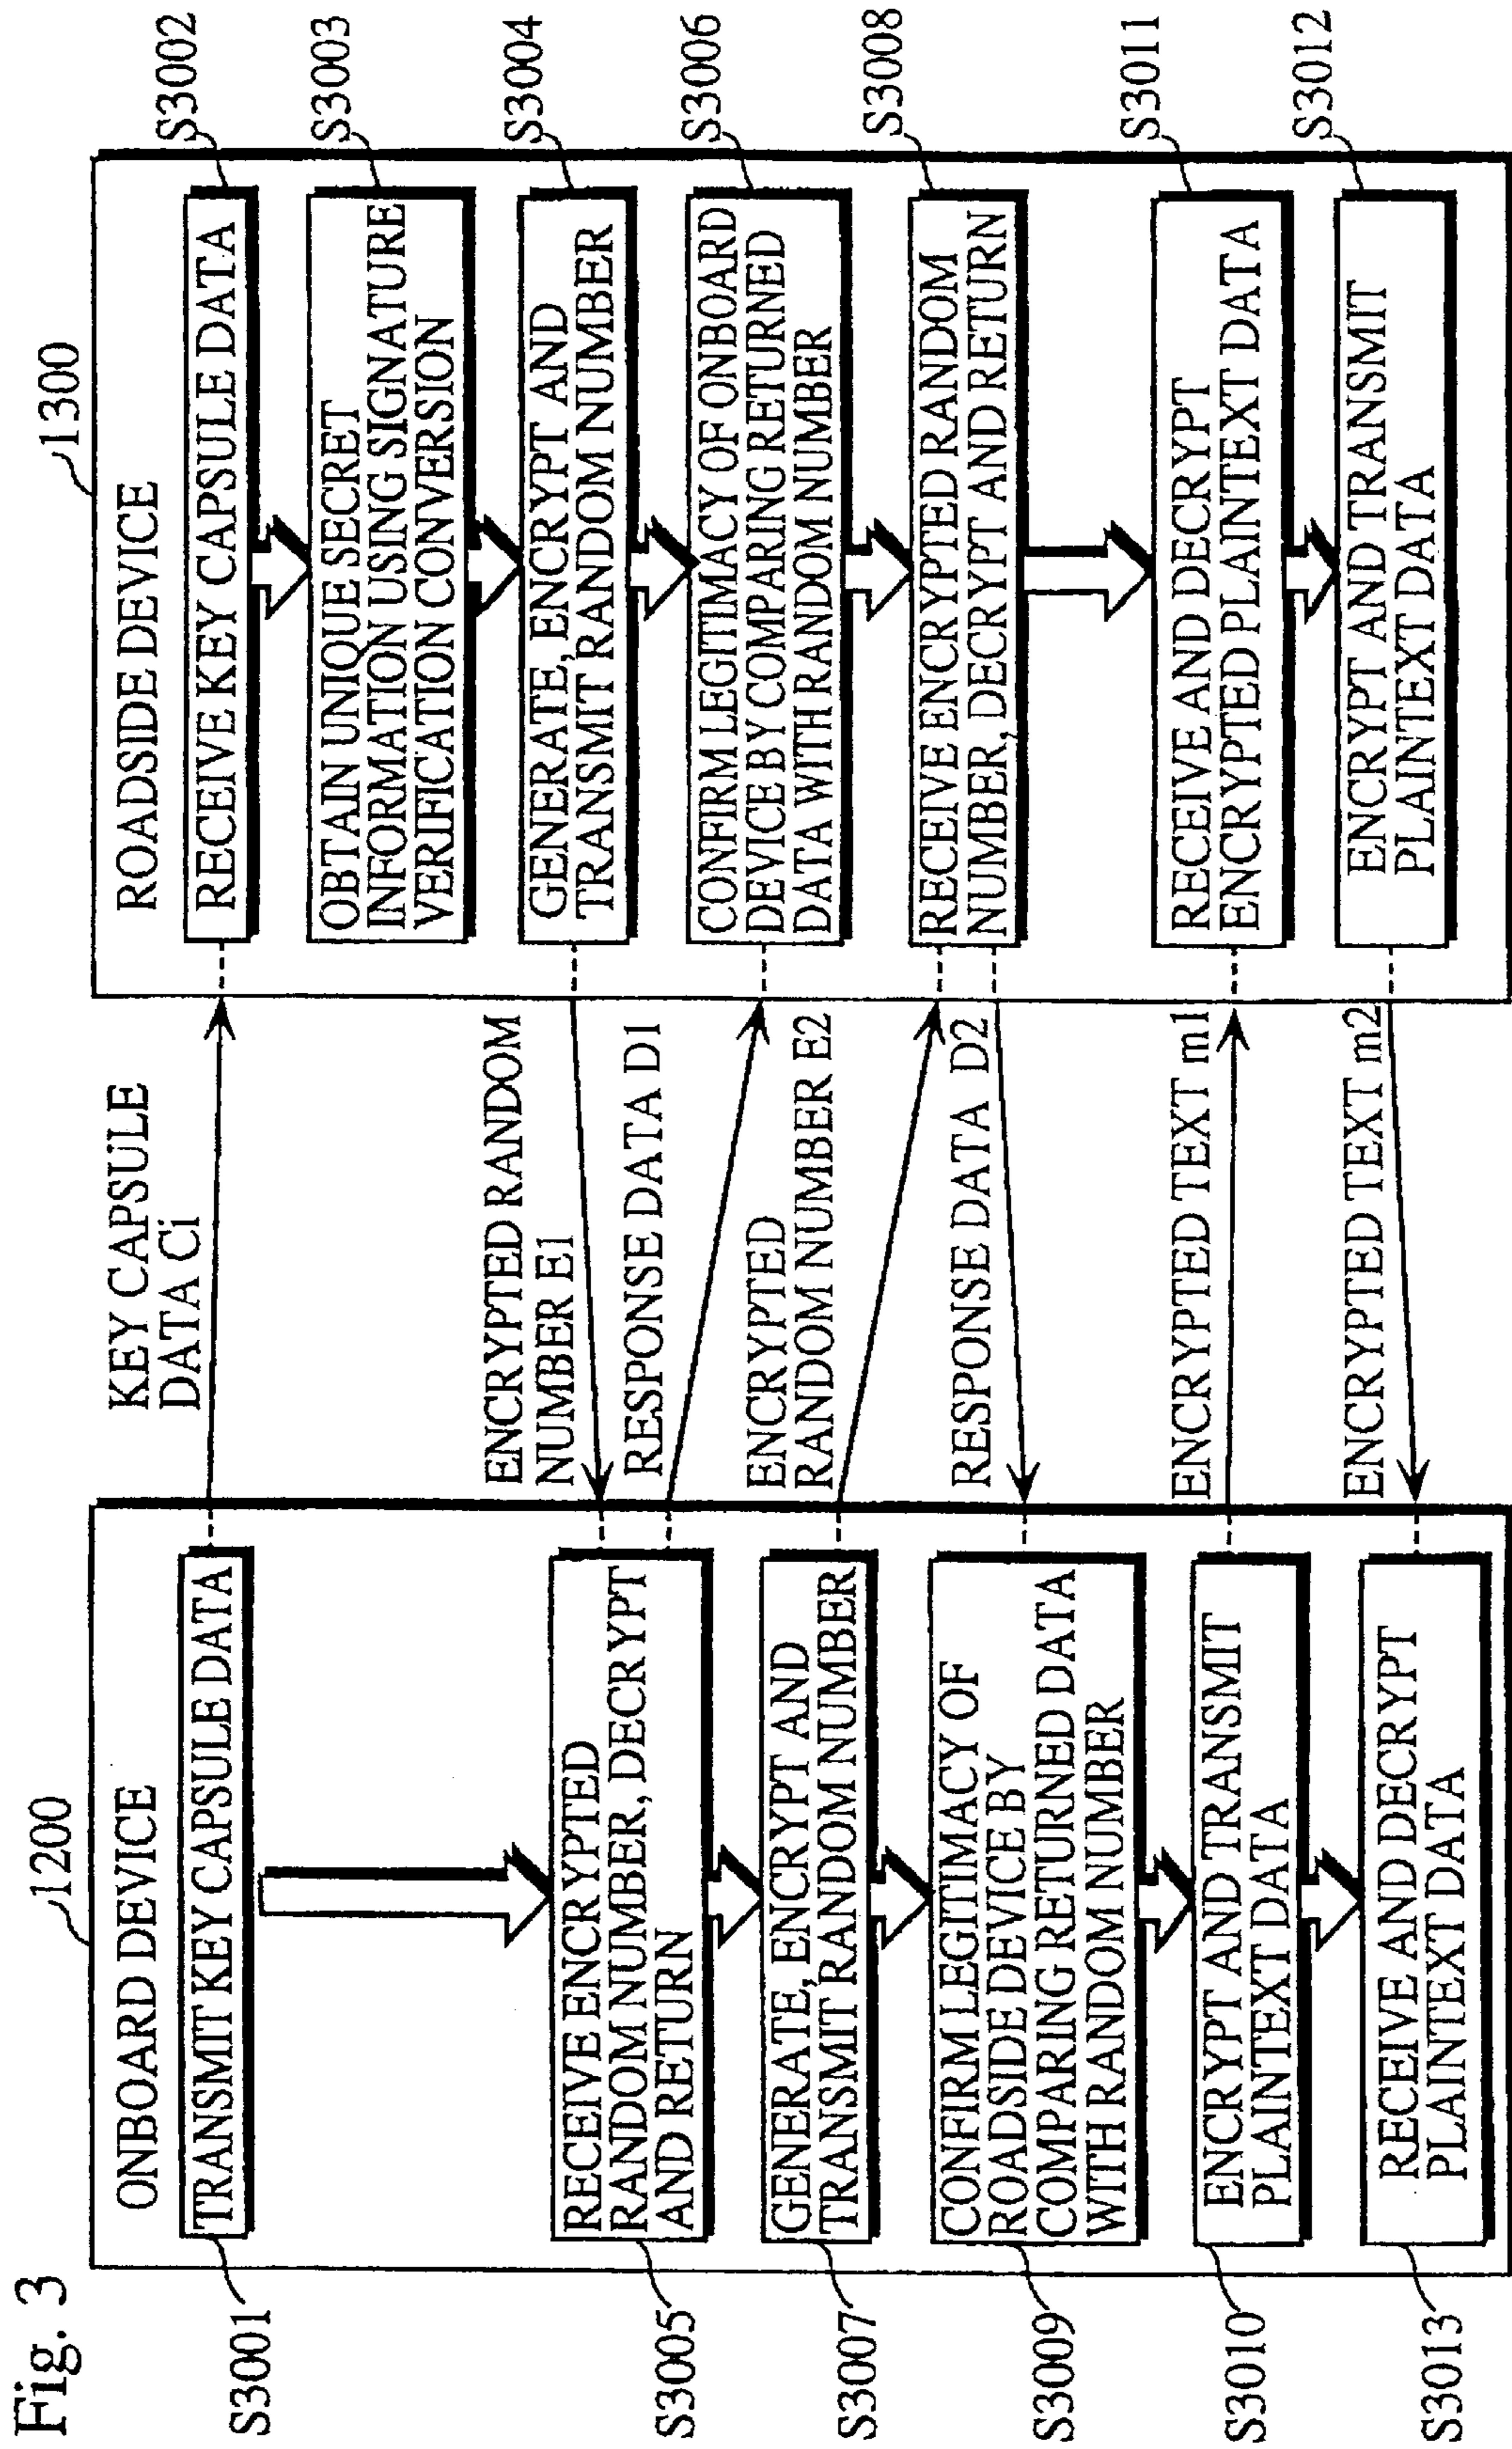 Fig. 3
1200
ONBOARD DEVICE
S3001
TRANSMIT KEY CAPSULE DATA
S3005
RECEIVE ENCRYPTED
RANDOM NUMBER, DECRYPT
AND RETURN
S3007
GENERATE, ENCRYPT AND
TRANSMIT RANDOM NUMBER
S3009
CONFIRM LEGITIMACY OF
ROADSIDE DEVICE BY
COMPARING RETURNED DATA
WITH RANDOM NUMBER
S3010
ENCRYPT AND TRANSMIT
PLAINTEXT DATA
S3013
RECEIVE AND DECRYPT
PLAINTEXT DATA
KEY CAPSULE
DATA Ci
ENCRYPTED RANDOM
NUMBER E1
RESPONSE DATA D1
ENCRYPTED
RANDOM NUMBER E2
RESPONSE DATA D2
ENCRYPTED TEXT m1
ENCRYPTED TEXT m2
1300
ROADSIDE DEVICE
RECEIVE KEY CAPSULE DATA
S3002
OBTAIN UNIQUE SECRET
INFORMATION USING SIGNATURE
VERIFICATION CONVERSION
S3003
GENERATE, ENCRYPT AND
TRANSMIT RANDOM NUMBER
S3004
CONFIRM LEGITIMACY OF ONBOARD
DEVICE BY COMPARING RETURNED
DATA WITH RANDOM NUMBER
S3006
RECEIVE ENCRYPTED RANDOM
NUMBER, DECRYPT AND RETURN
S3008
RECEIVE AND DECRYPT
ENCRYPTED PLAINTEXT DATA
S3011
ENCRYPT AND TRANSMIT
PLAINTEXT DATA
S3012